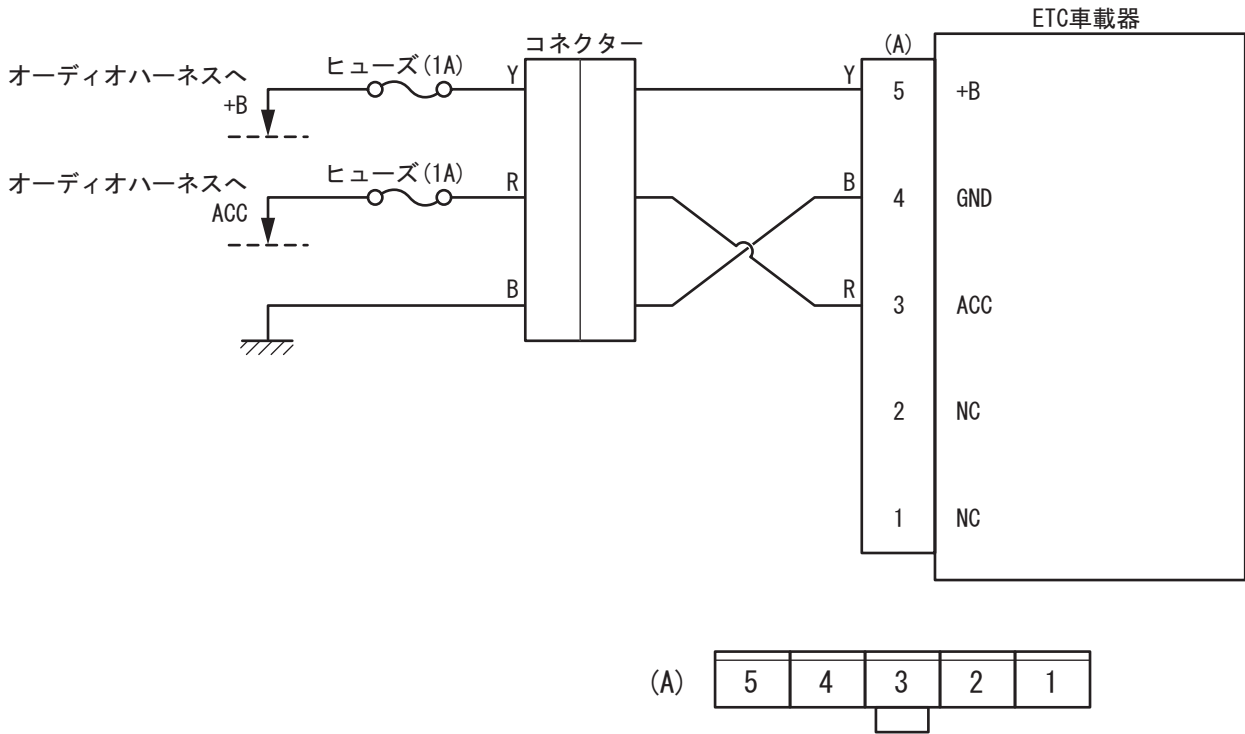 ETC車載器
コネクター
(A)
オーディオハーネスへ
ヒューズ(1A)
Y
Y
5
+B
+B
オーディオハーネスへ
ヒューズ(1A)
R
B
4
GND
ACC
B
R
3
ACC
2
NC
1
NC
(A)
5
4
3
2
1